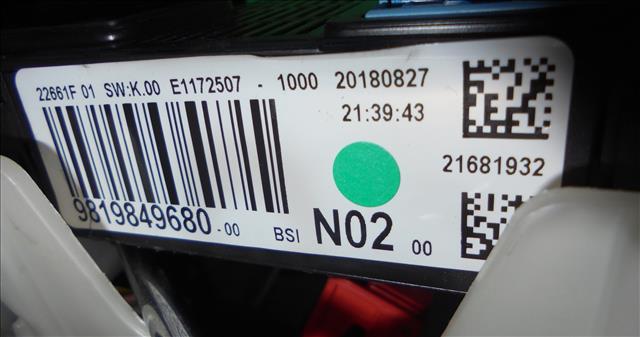 22661F 01 SW:K.00 E1172507 - 1000 20180827
21:39:43
21681932
9819849680-00 BSI N02 00